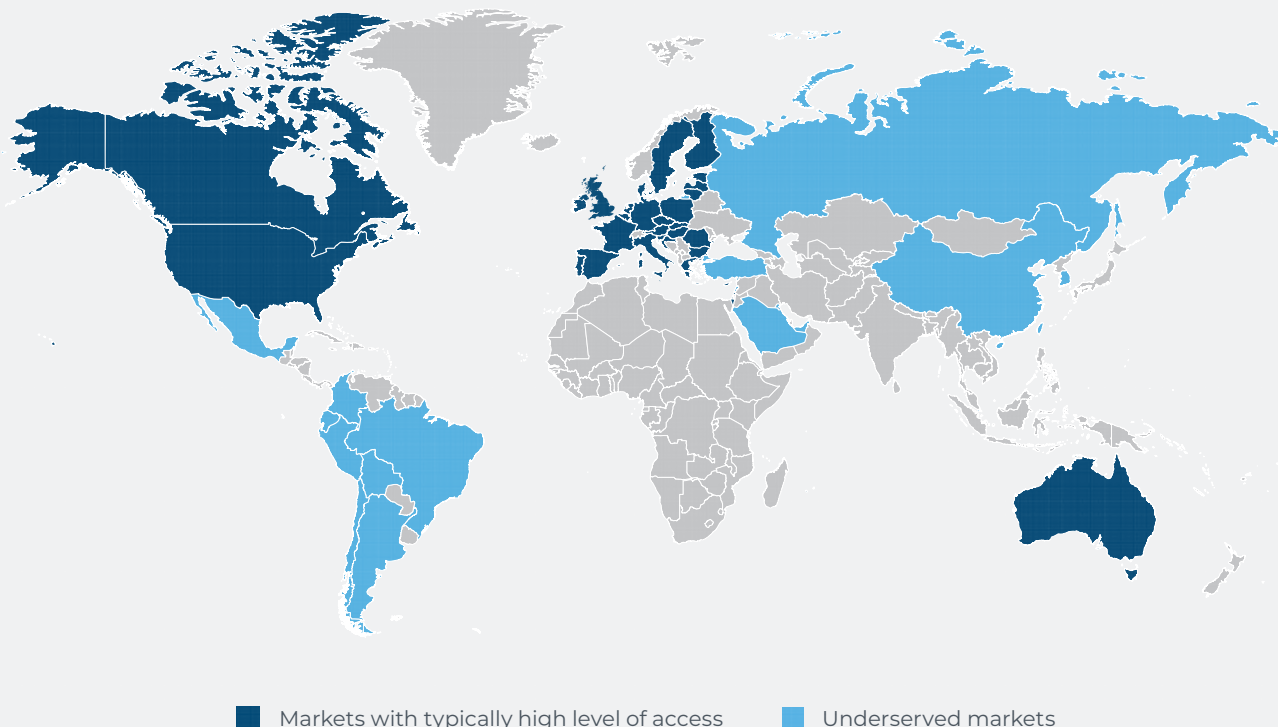 Markets with typically high level of access
Underserved markets